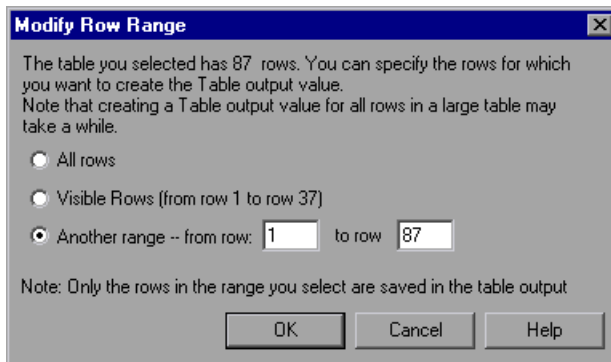 Modify Row Range
The table you selected has 87 rows. You can specify the rows for which
you want to create the Table output value.
Note that creating a Table output value for all rows in a large table may
take a while.
All rows
Visible Rows (from row 1 to row 37)
Another range -- from row: 1 to row 87
Note: Only the rows in the range you select are saved in the table output
OK Cancel Help